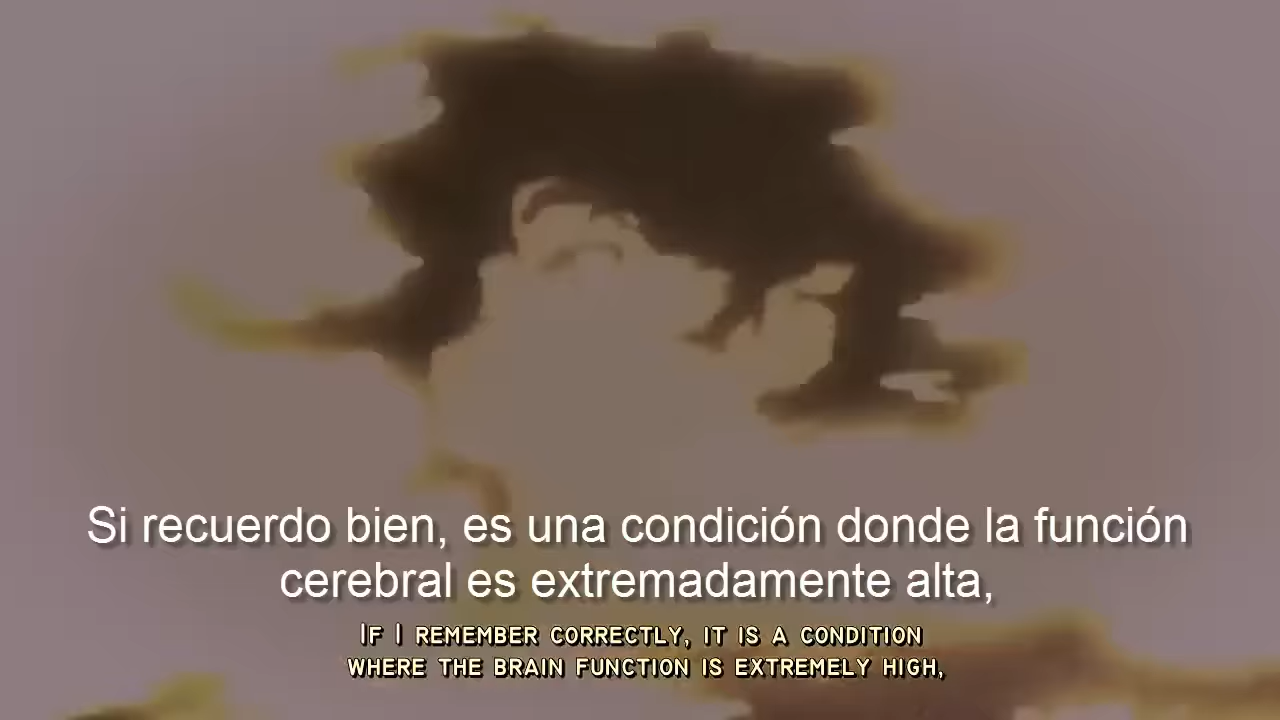 Si recuerdo bien, es una condición donde la función
cerebral es extremadamente alta,
If I remember correctly, it is a condition
where the brain function is extremely high,